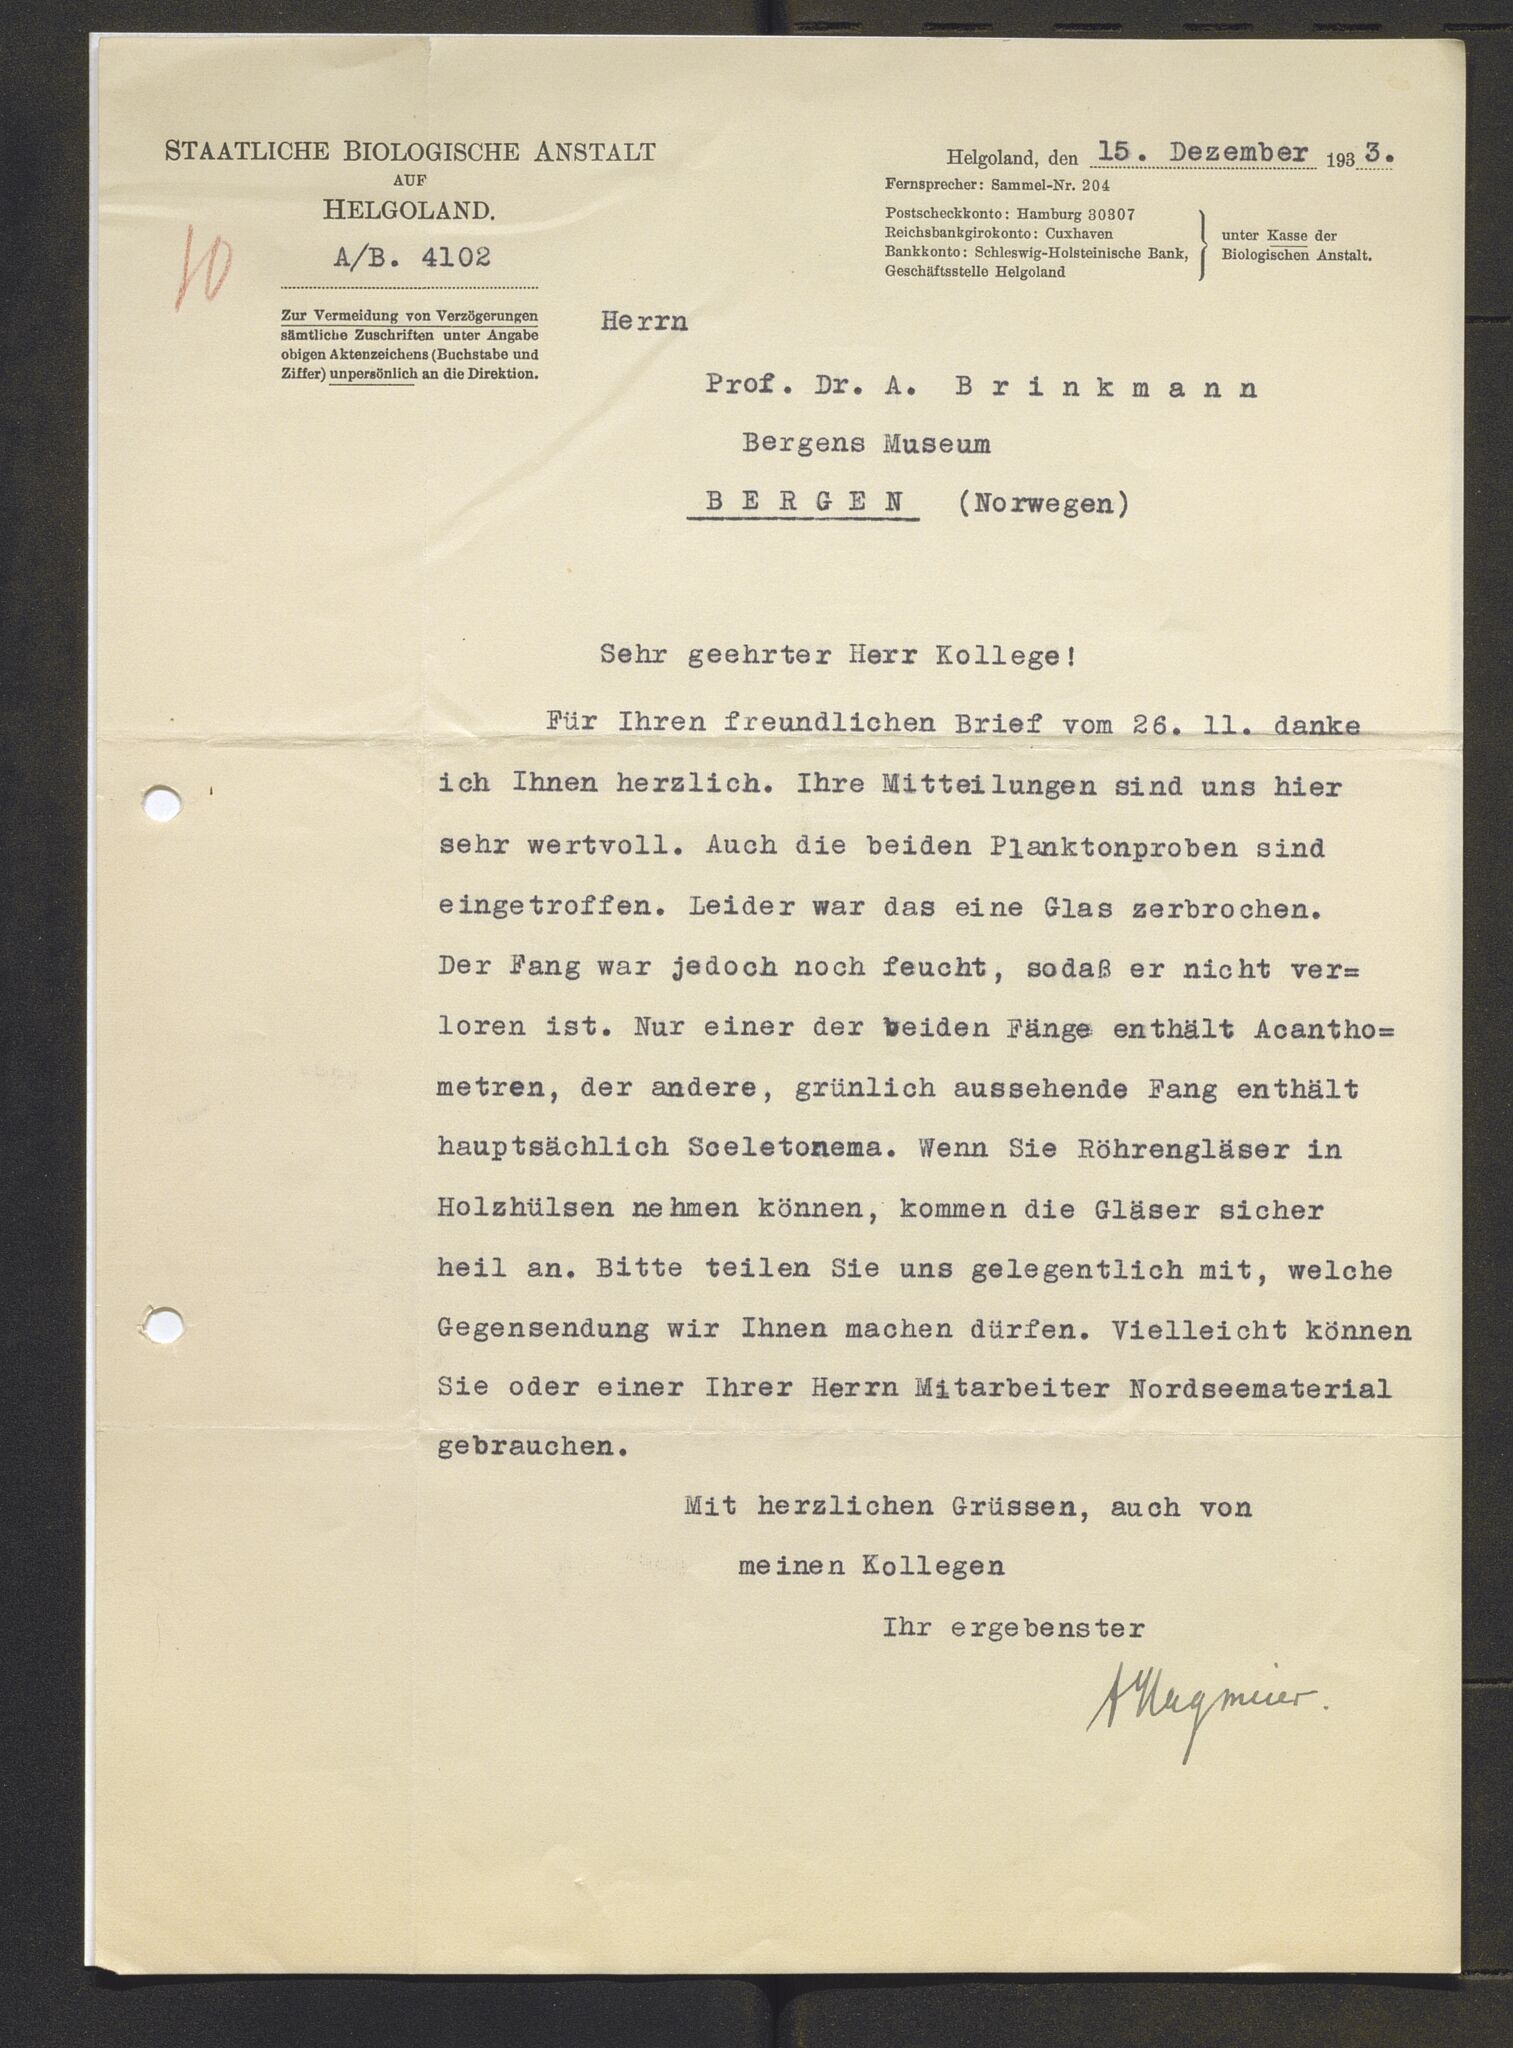 STAATLICHE BIOLOGISCHE ANSTALT
AUF
HELGOLAND.
A/B. 4102
10
Zur Vermeidung von Verzögerungen
sämtliche Zuschriften unter Angabe
obigen Aktenzeichens (Buchstabe und
Ziffer) unpersönlich an die Direktion.
Helgoland, den 15. Dezember 1933.
Fernsprecher: Sammel-Nr. 204
Postscheckkonto: Hamburg 30307
Reichsbankgirokonto: Cuxhaven
Bankkonto: Schleswig-Holsteinische Bank,
Geschäftsstelle Helgoland
unter Kasse der
Biologischen Anstalt.
Herrn
Prof. Dr. A. B r i n k m a n n
Bergens Museum
B E R G E N (Norwegen)
Sehr geehrter Herr Kollege!
Für Ihren freundlichen Brief vom 26. 11. danke
ich Ihnen herzlich. Ihre Mitteilungen sind uns hier
sehr wertvoll. Auch die beiden Planktonproben sind
eingetroffen. Leider war das eine Glas zerbrochen.
Der Fang war jedoch noch feucht, sodaß er nicht ver=
loren ist. Nur einer der beiden Fänge enthält Acantho=
metren, der andere, grünlich aussehende Fang enthält
hauptsächlich Sceletonema. Wenn Sie Röhrengläser in
Holzhülsen nehmen können, kommen die Gläser sicher
heil an. Bitte teilen Sie uns gelegentlich mit, welche
Gegensendung wir Ihnen machen dürfen. Vielleicht können
Sie oder einer Ihrer Herrn Mitarbeiter Nordseematerial
gebrauchen.
Mit herzlichen Grüssen, auch von
meinen Kollegen
Ihr ergebenster
A Hagmeier.